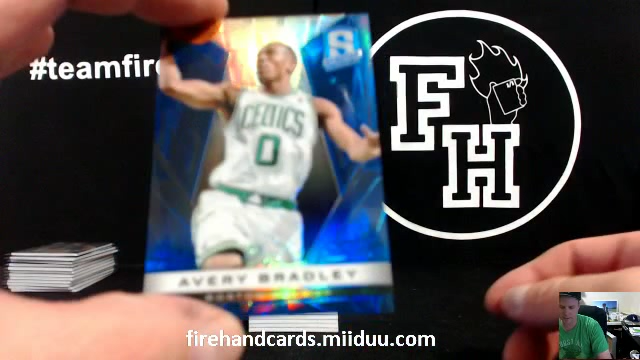 #teamfire
F
H
S
CELTICS
0
AVERY BRADLEY
firehandcards.miiduu.com